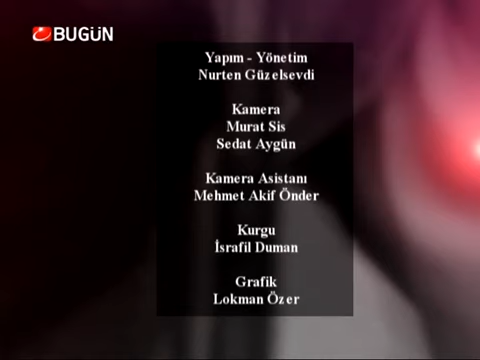 BUGÜN
Yapım - Yönetim
Nurten Güzelsevdi
Kamera
Murat Sis
Sedat Aygün
Kamera Asistanı
Mehmet Akif Önder
Kurgu
İsrafil Duman
Grafik
Lokman Özer